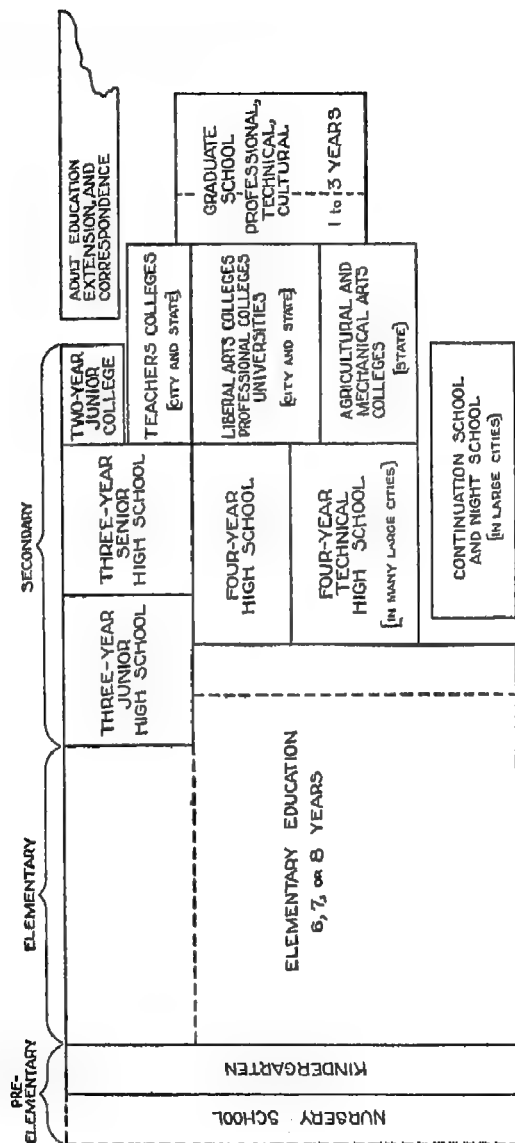 PRE-
ELEMENTARY
ELEMENTARY
SECONDARY
NURSERY SCHOOL
KINDERGARTEN
ELEMENTARY EDUCATION
6, 7, OR 8 YEARS
THREE-YEAR
JUNIOR
HIGH SCHOOL
THREE-YEAR
SENIOR
HIGH SCHOOL
TWO-YEAR
JUNIOR
COLLEGE
ADULT EDUCATION
EXTENSION, AND
CORRESPONDENCE
TEACHERS COLLEGES
[CITY AND STATE]
FOUR-YEAR
HIGH SCHOOL
LIBERAL ARTS COLLEGES
PROFESSIONAL COLLEGES
UNIVERSITIES
[CITY AND STATE]
GRADUATE
SCHOOL
PROFESSIONAL,
TECHNICAL,
CULTURAL
1 to 3 YEARS
FOUR-YEAR
TECHNICAL
HIGH SCHOOL
[IN MANY LARGE CITIES]
AGRICULTURAL AND
MECHANICAL ARTS
COLLEGES
[STATE]
CONTINUATION SCHOOL
AND NIGHT SCHOOL
[IN LARGE CITIES]